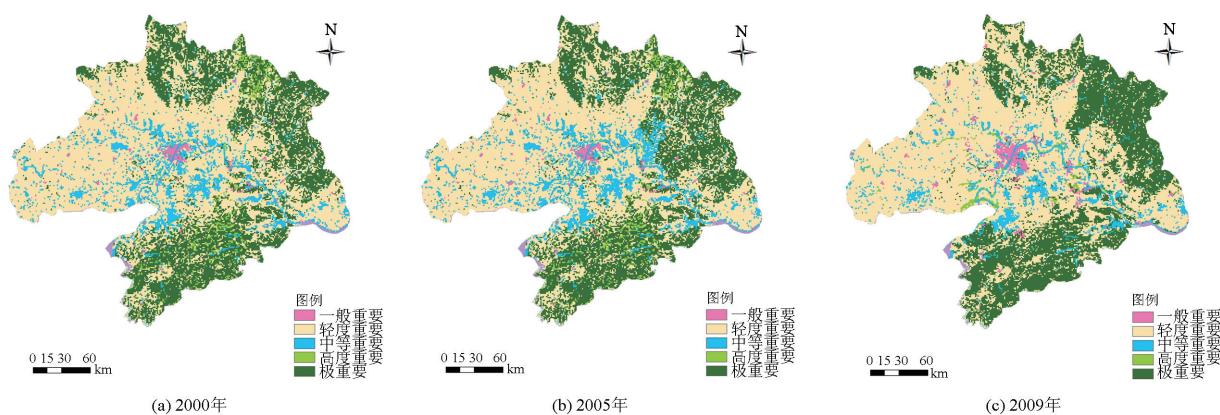 N
图例
一般重要
轻度重要
中等重要
高度重要
极重要
0 15 30 60
km
(a) 2000年
N
图例
一般重要
轻度重要
中等重要
高度重要
极重要
0 15 30 60
km
(b) 2005年
N
图例
一般重要
轻度重要
中等重要
高度重要
极重要
0 15 30 60
km
(c) 2009年